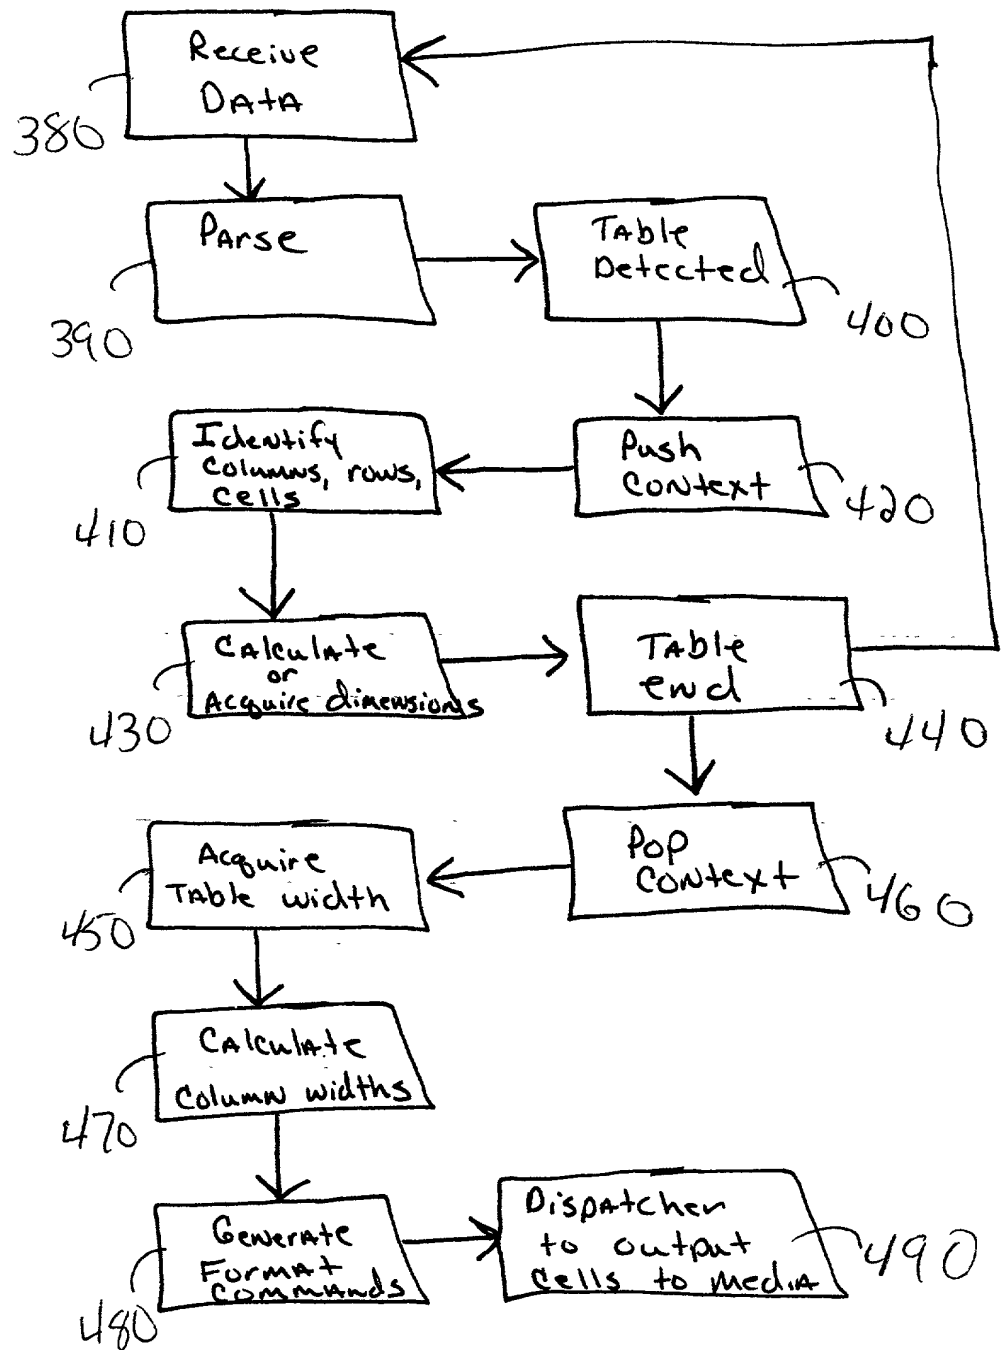 Receive
Data
380
Parse
390
Table
Detected
400
Identify
columns, rows,
cells
410
Push
context
420
Calculate
or
Acquire dimensions
430
Table
end
440
Acquire
Table width
450
Pop
context
460
Calculate
column widths
470
Generate
Format
commands
480
Dispatcher
to output
cells to media
490